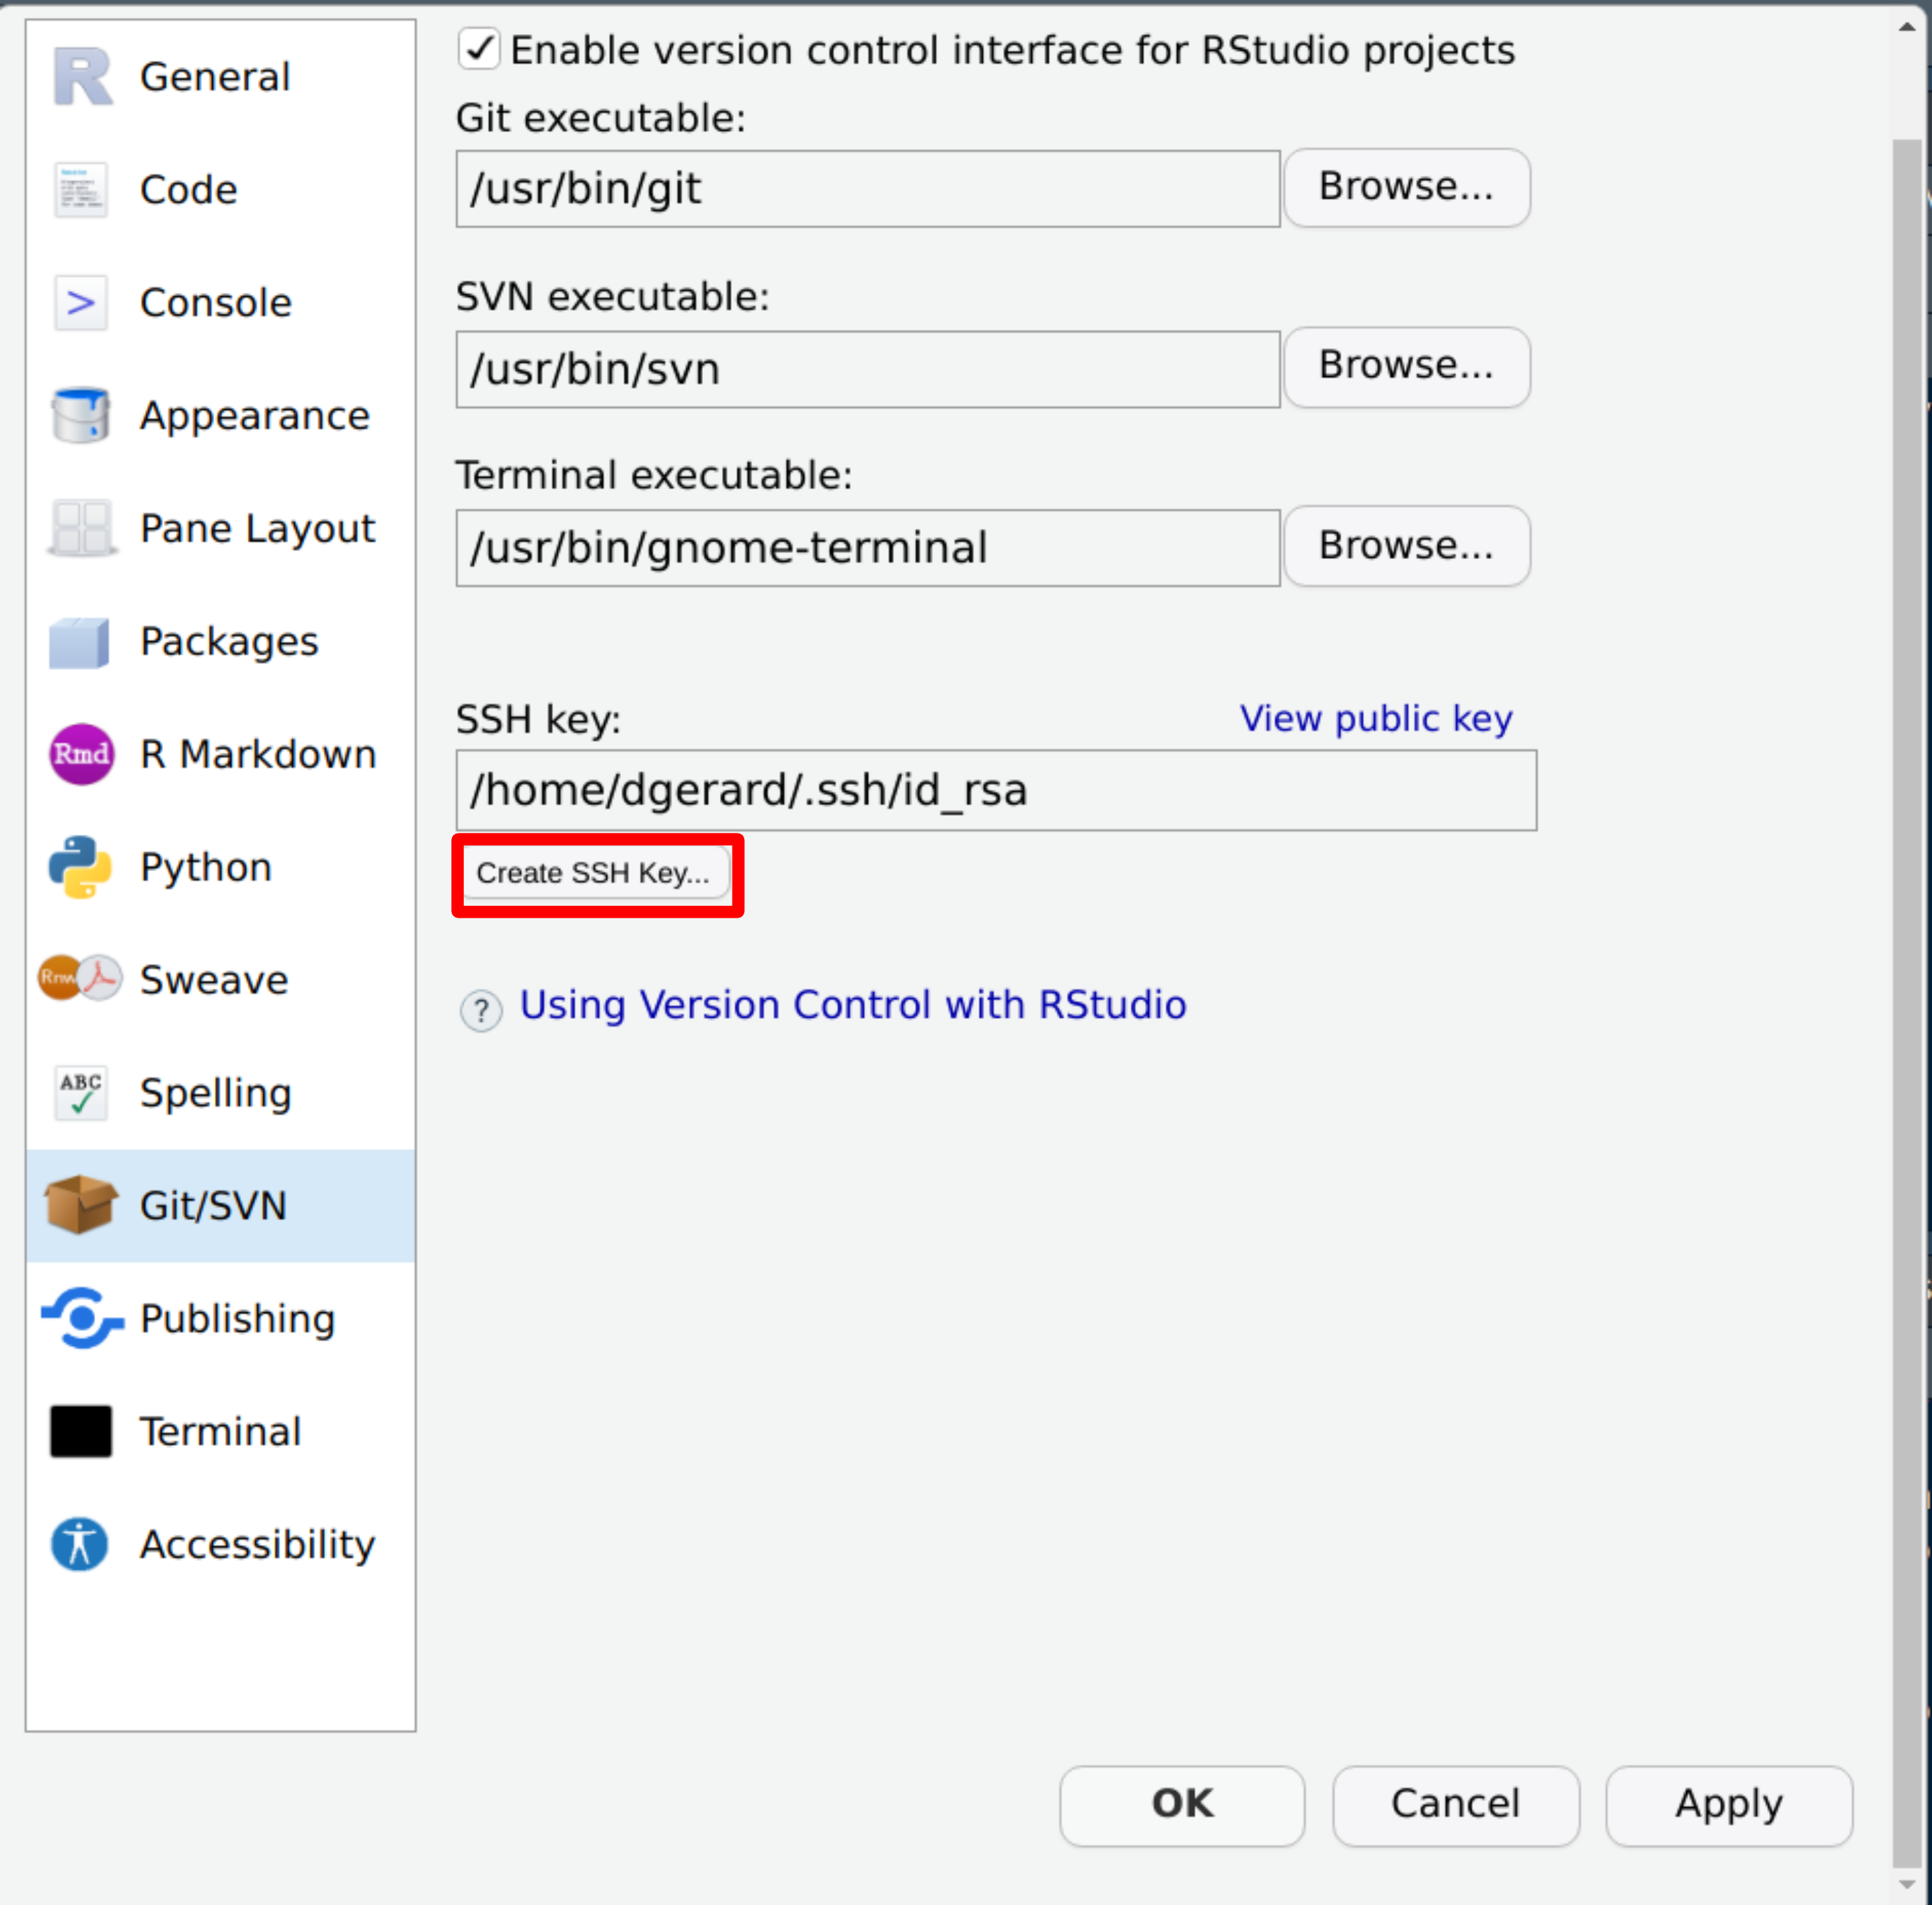 General
Code
Console
Appearance
Pane Layout
Packages
Rmd
R Markdown
Python
Rnw
Sweave
ABC
Spelling
Git/SVN
Publishing
Terminal
Accessibility
Enable version control interface for RStudio projects
Git executable:
/usr/bin/git Browse...
SVN executable:
/usr/bin/svn Browse...
Terminal executable:
/usr/bin/gnome-terminal Browse...
SSH key: View public key
/home/dgerard/.ssh/id_rsa
Create SSH Key...
? Using Version Control with RStudio
OK Cancel Apply